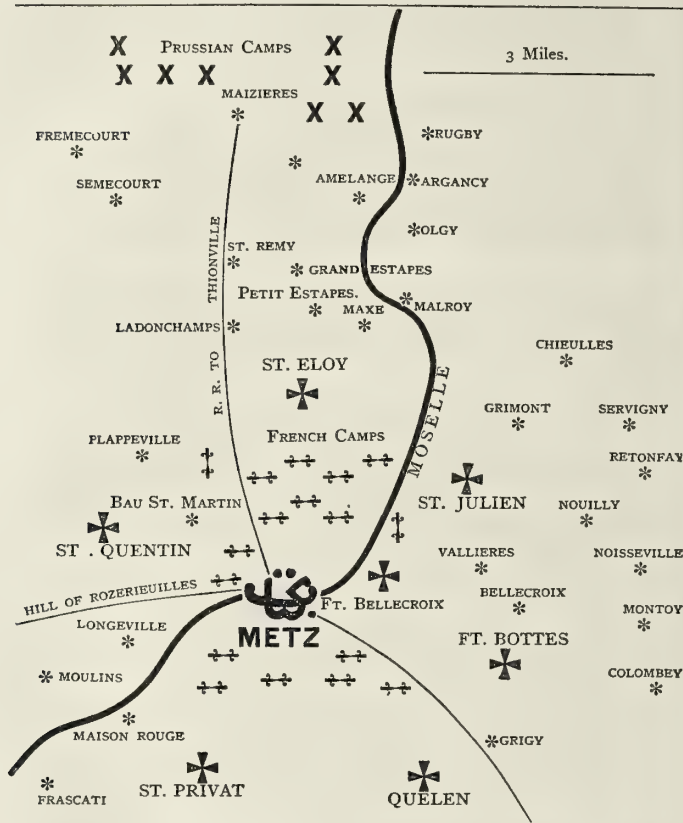 PRUSSIAN CAMPS
X X
X X X X
X X
3 Miles.
MAIZIERES
FREMECOURT
RUGBY
SEMECOURT
AMELANGE
ARGANCY
OLGY
R. R. TO THIONVILLE
ST. REMY
GRAND ESTAPES
PETIT ESTAPES.
MAXE
MALROY
LADONCHAMPS
CHIEULLES
ST. ELOY
MOSELLE
GRIMONT
SERVIGNY
PLAPPEVILLE
FRENCH CAMPS
RETONFAY
BAU ST. MARTIN
ST. JULIEN
NOUILLY
ST . QUENTIN
VALLIERES
NOISSEVILLE
HILL OF ROZERIEUILLES
FT. BELLECROIX
BELLECROIX
LONGEVILLE
METZ
MONTOY
FT. BOTTES
MOULINS
COLOMBEY
MAISON ROUGE
GRIGY
ST. PRIVAT
QUELEN
FRASCATI